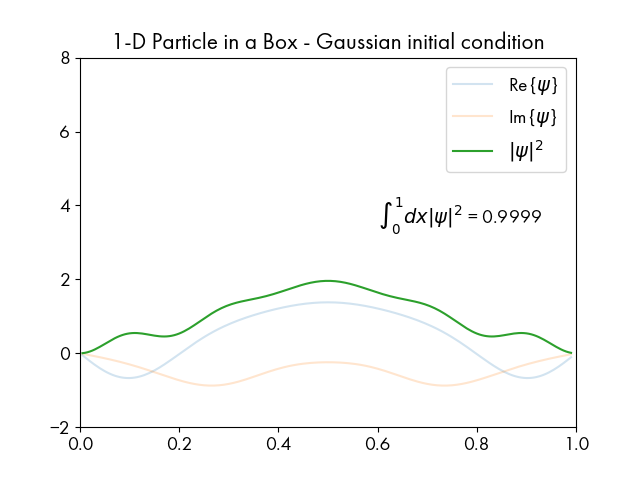 1-D Particle in a Box - Gaussian initial condition
8
6
4
2
0
−2
0.0 0.2 0.4 0.6 0.8 1.0
Re{ψ}
Im{ψ}
|ψ|²
∫₀¹dx|ψ|² = 0.9999